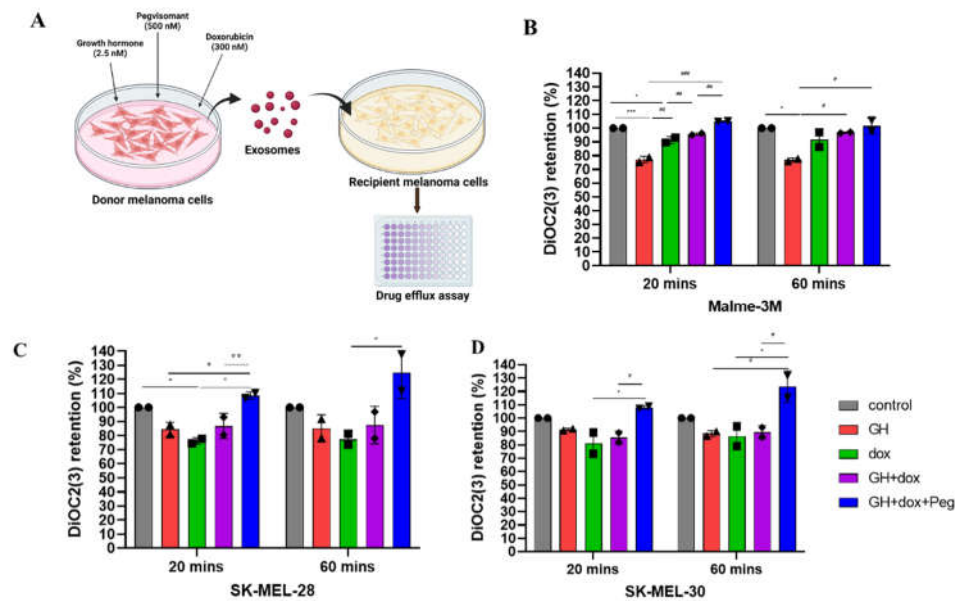 A
Pegvisomant
(500 nM)
Growth hormone
(2.5 nM)
Doxorubicin
(300 nM)
Exosomes
Donor melanoma cells
Recipient melanoma cells
Drug efflux assay
B
DiOC2(3) retention (%)
140
130
120
110
100
90
80
70
60
50
40
30
20
10
0
20 mins
60 mins
Malme-3M
C
DiOC2(3) retention (%)
140
130
120
110
100
90
80
70
60
50
40
30
20
10
0
20 mins
60 mins
SK-MEL-28
D
DiOC2(3) retention (%)
140
130
120
110
100
90
80
70
60
50
40
30
20
10
0
20 mins
60 mins
SK-MEL-30
control
GH
dox
GH+dox
GH+dox+Peg